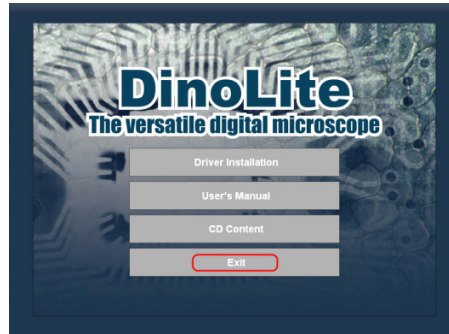 DinoLite
The versatile digital microscope
Driver Installation
User's Manual
CD Content
Exit